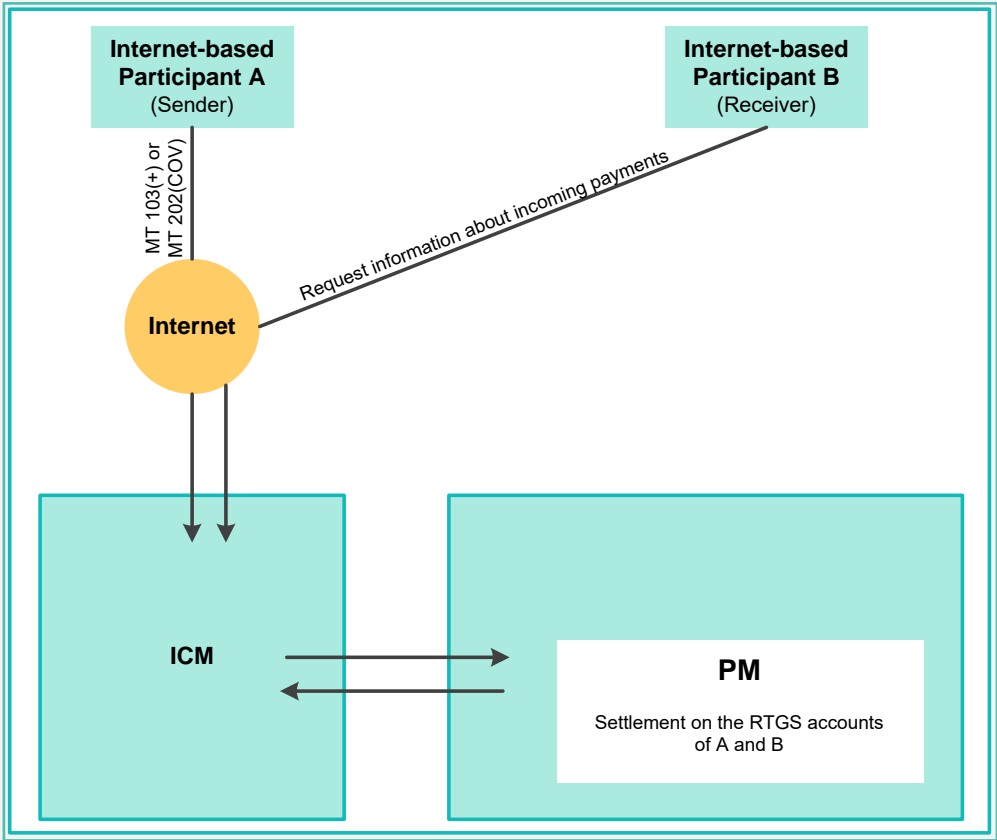 Internet-based
Participant A
(Sender)
Internet-based
Participant B
(Receiver)
MT 103(+) or
MT 202(COV)
Request information about incoming payments
Internet
ICM
PM
Settlement on the RTGS accounts
of A and B